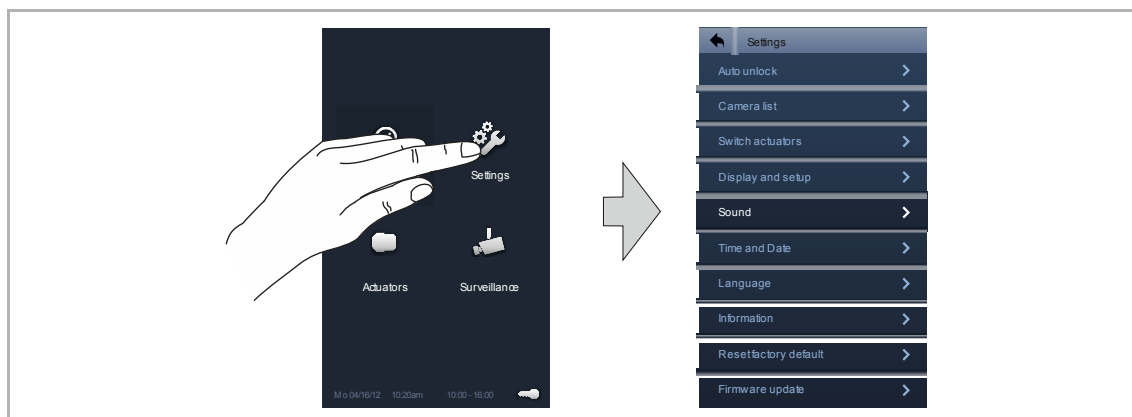 Settings
Actuators
Surveillance
Mo 04/16/12 10:20am 10:00 - 16:00
Settings
Auto unlock
Camera list
Switch actuators
Display and setup
Sound
Time and Date
Language
Information
Reset factory default
Firmware update